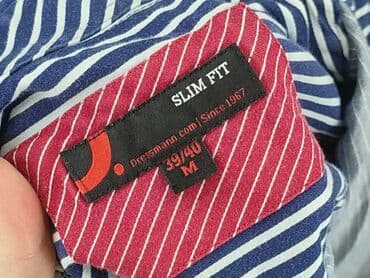 SLIM FIT
Dressmann.com | Since 1967
39/40
M